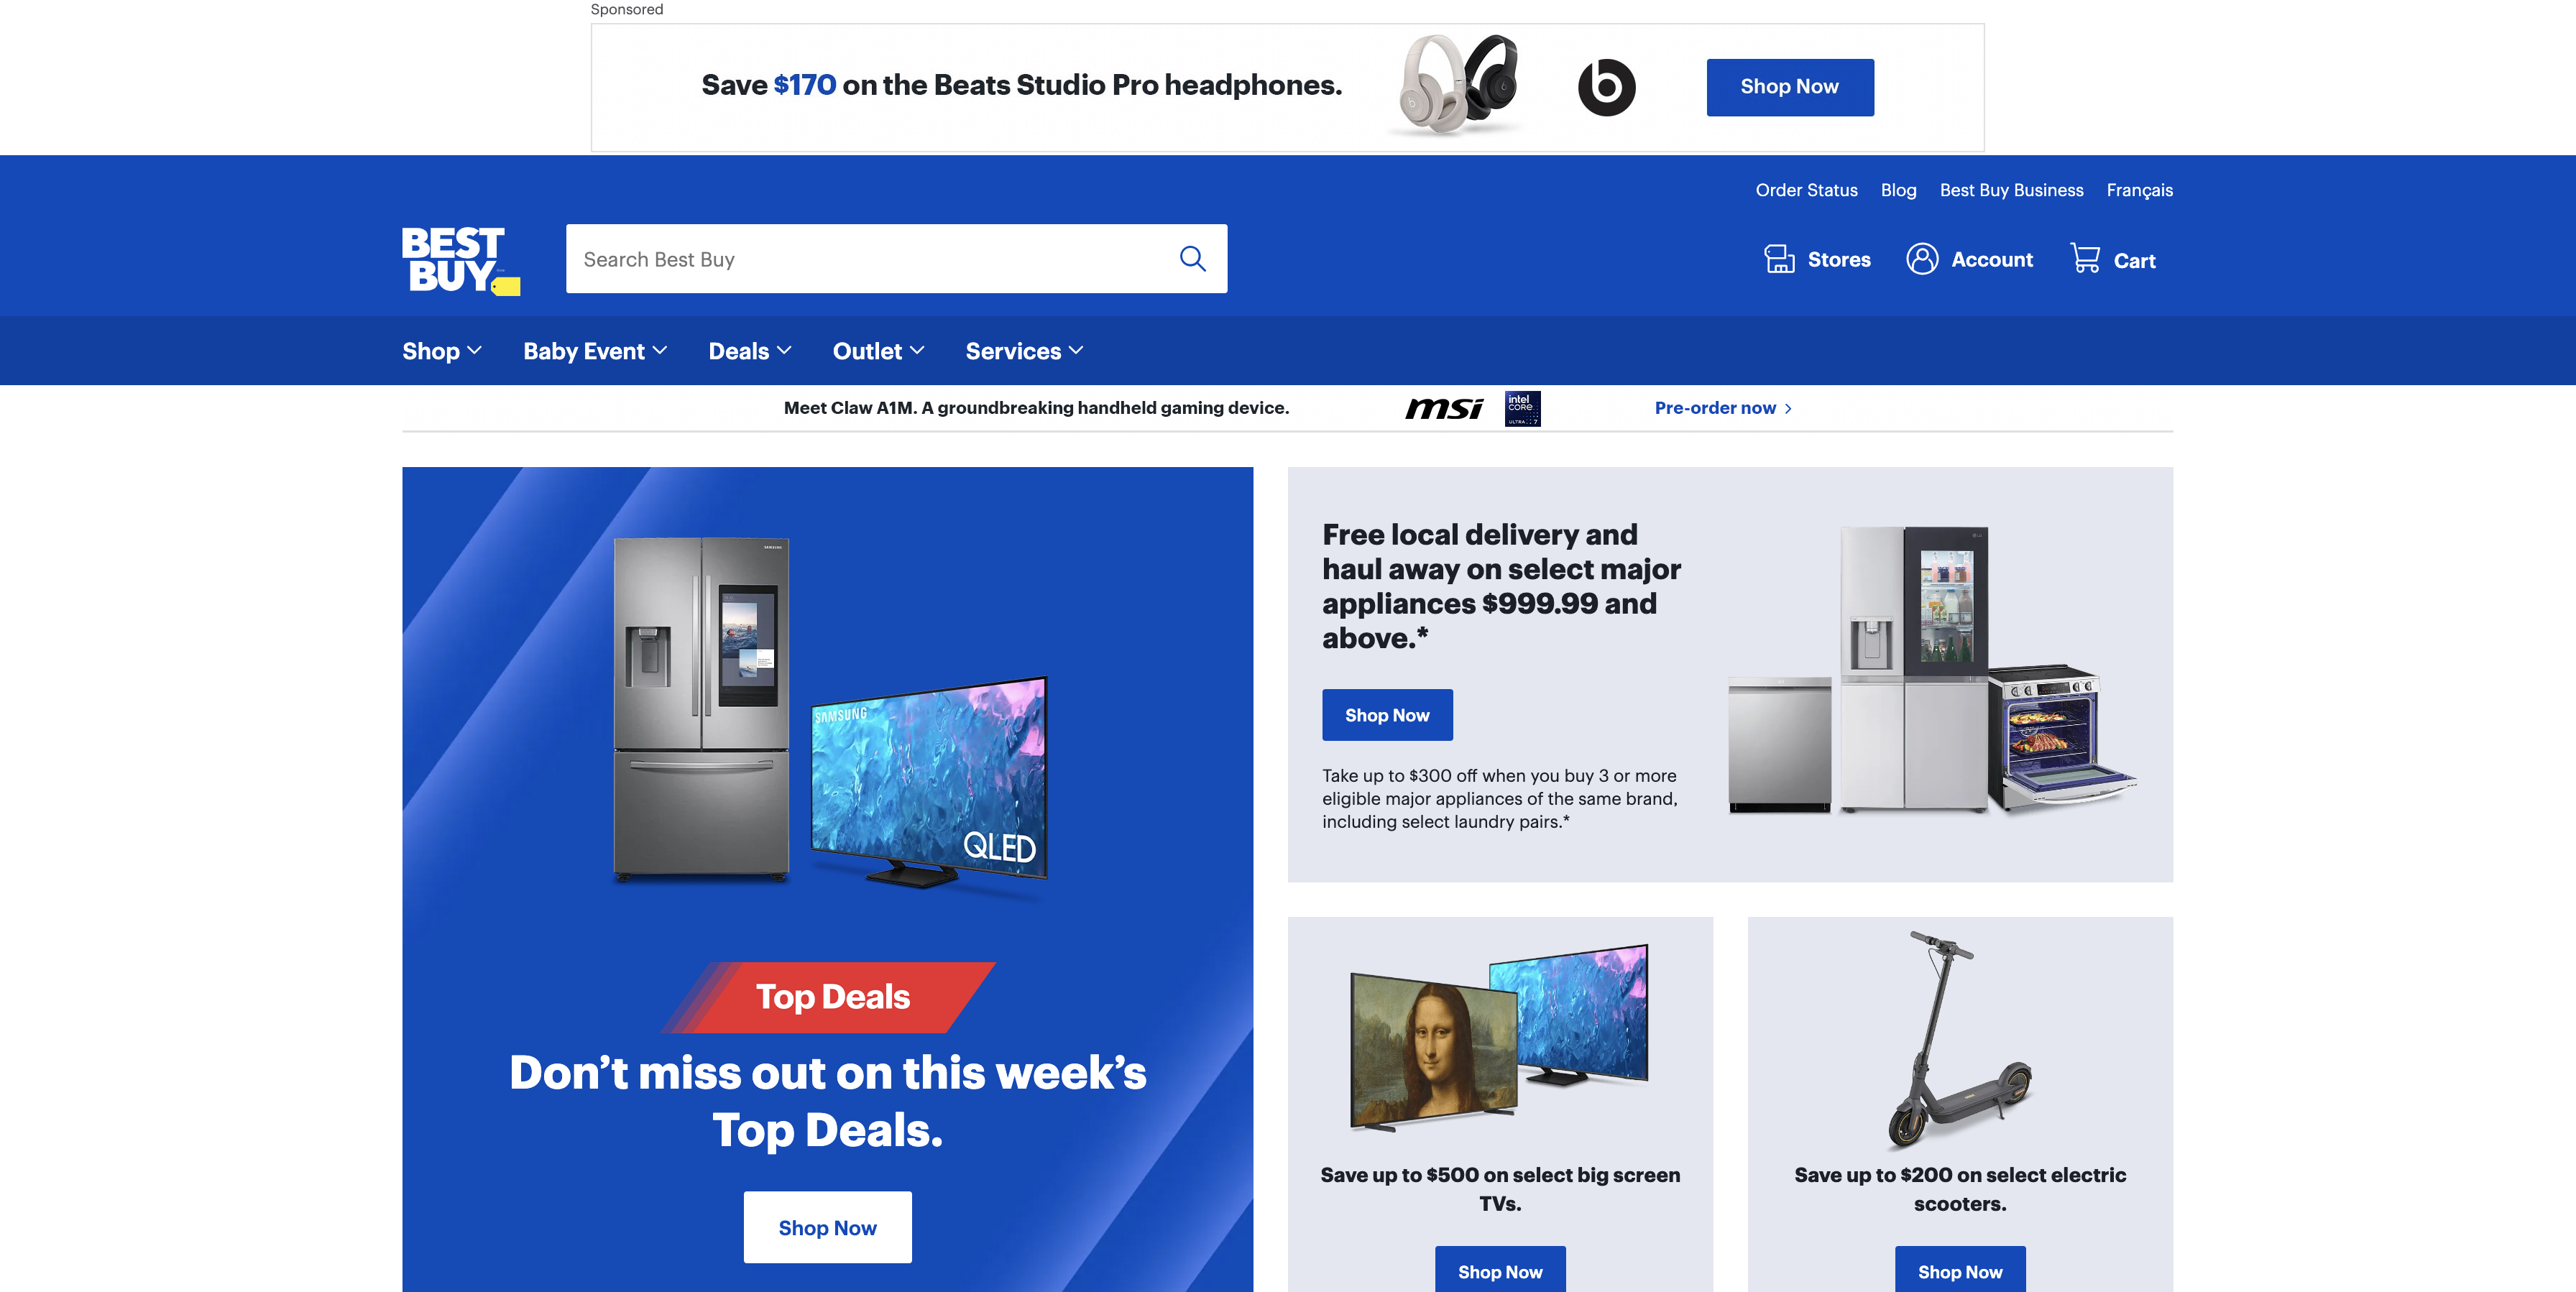 Sponsored
Save $170 on the Beats Studio Pro headphones.
Shop Now
Order Status
Blog
Best Buy Business
Français
BEST
BUY
Search Best Buy
Stores
Account
Cart
Shop
Baby Event
Deals
Outlet
Services
Meet Claw A1M. A groundbreaking handheld gaming device.
msi
intel
CORE
ULTRA 7
Pre-order now
SAMSUNG
SAMSUNG
QLED
Top Deals
Don’t miss out on this week’s
Top Deals.
Shop Now
Free local delivery and
haul away on select major
appliances $999.99 and
above.*
Shop Now
Take up to $300 off when you buy 3 or more
eligible major appliances of the same brand,
including select laundry pairs.*
Save up to $500 on select big screen
TVs.
Shop Now
Save up to $200 on select electric
scooters.
Shop Now